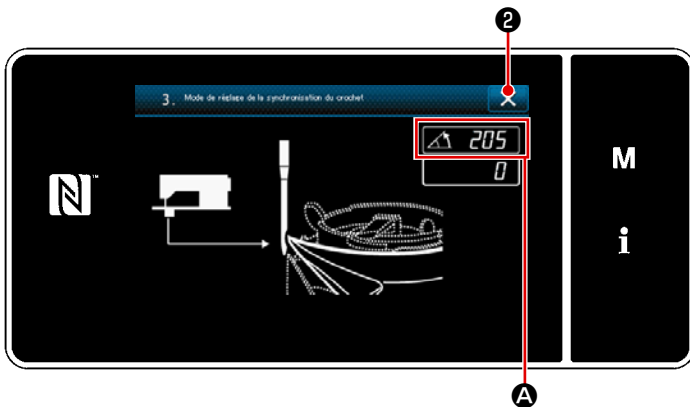 ❷
3. Mode de réglage de la synchronisation du crochet
205
0
M
i
A